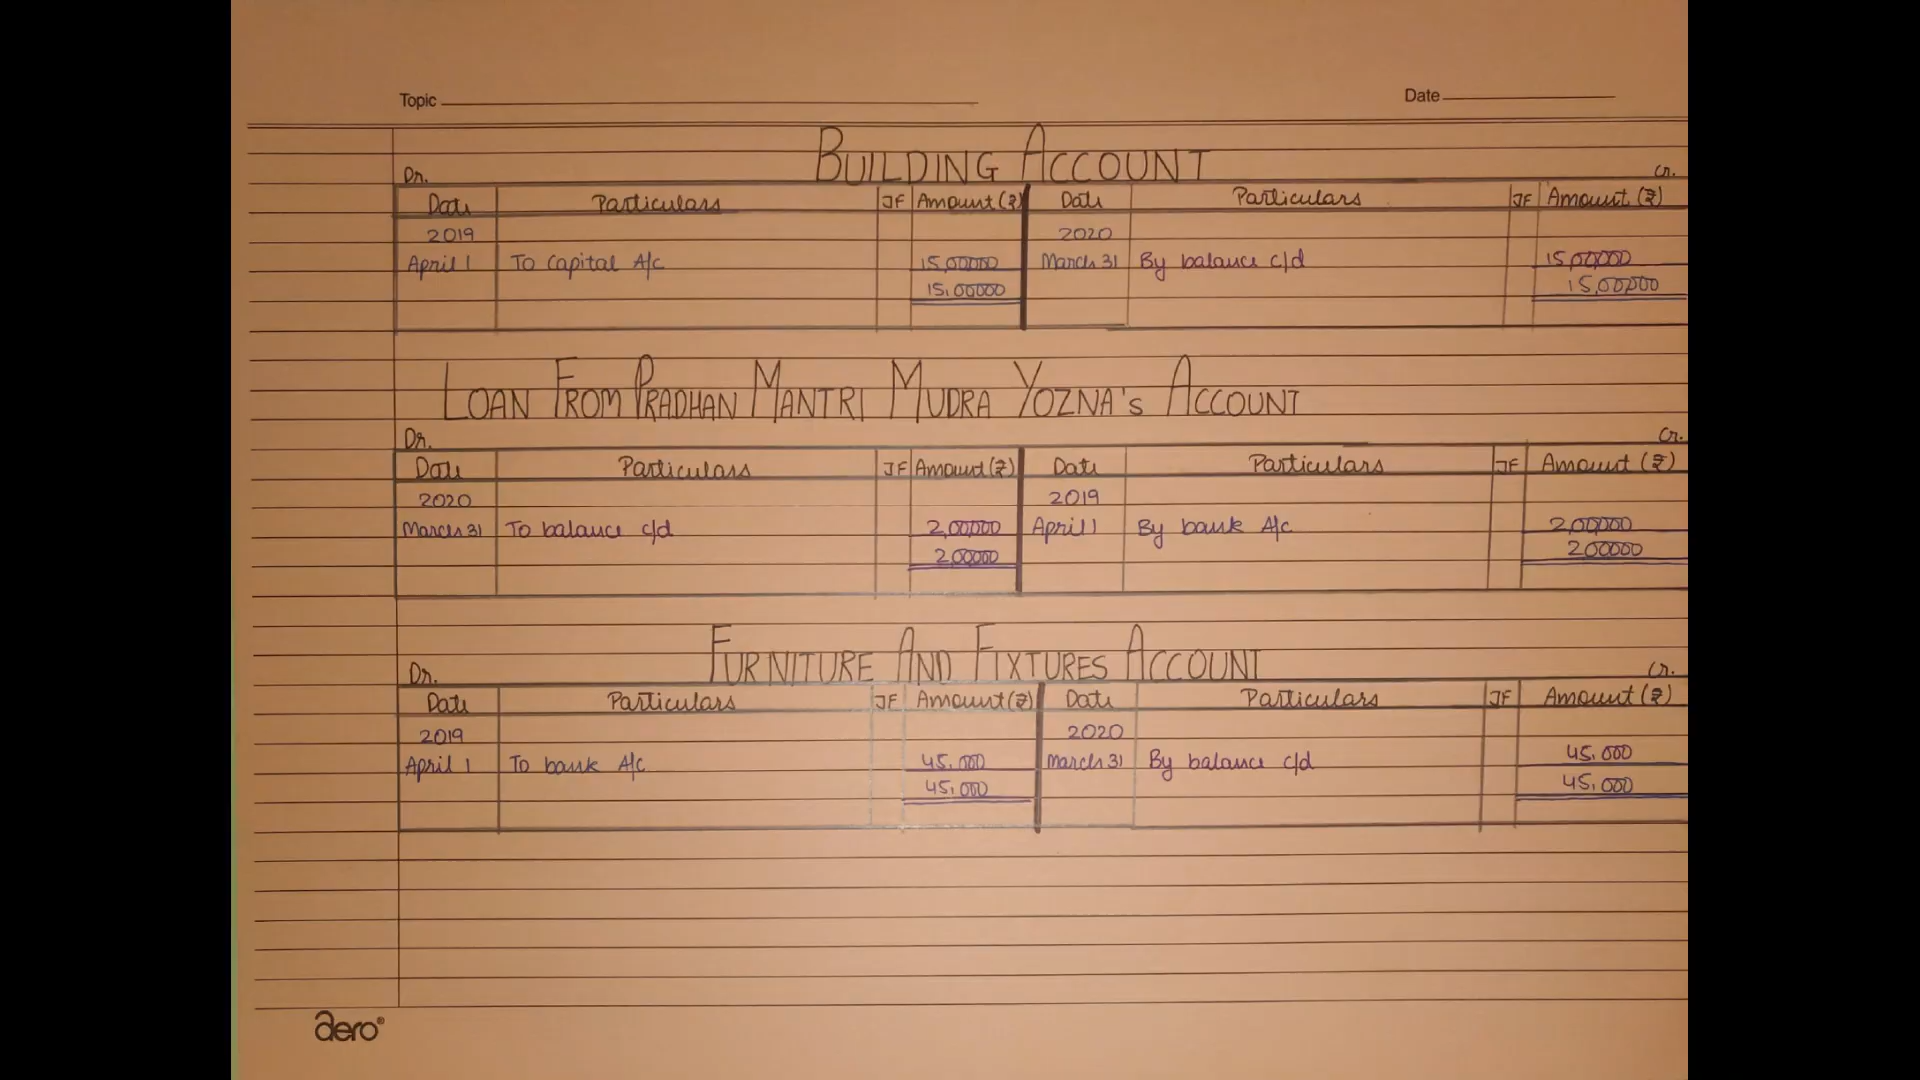 Topic Date
BUILDING ACCOUNT
Dr. Cr.
Date Particulars JF Amount (₹) Date Particulars JF Amount (₹)
2019 2020
April 1 To Capital A/c 15,00000 March 31 By balance c/d 15,00000
15,00000 15,00000
LOAN FROM PRADHAN MANTRI MUDRA YOZNA'S ACCOUNT
Dr. Cr.
Date Particulars JF Amount (₹) Date Particulars JF Amount (₹)
2020 2019
March 31 To balance c/d 2,00000 April 1 By bank A/c 2,00000
2,00000 200000
FURNITURE AND FIXTURES ACCOUNT
Dr. Cr.
Date Particulars JF Amount (₹) Date Particulars JF Amount (₹)
2019 2020
April 1 To bank A/c 45,000 March 31 By balance c/d 45,000
45,000 45,000
aero®